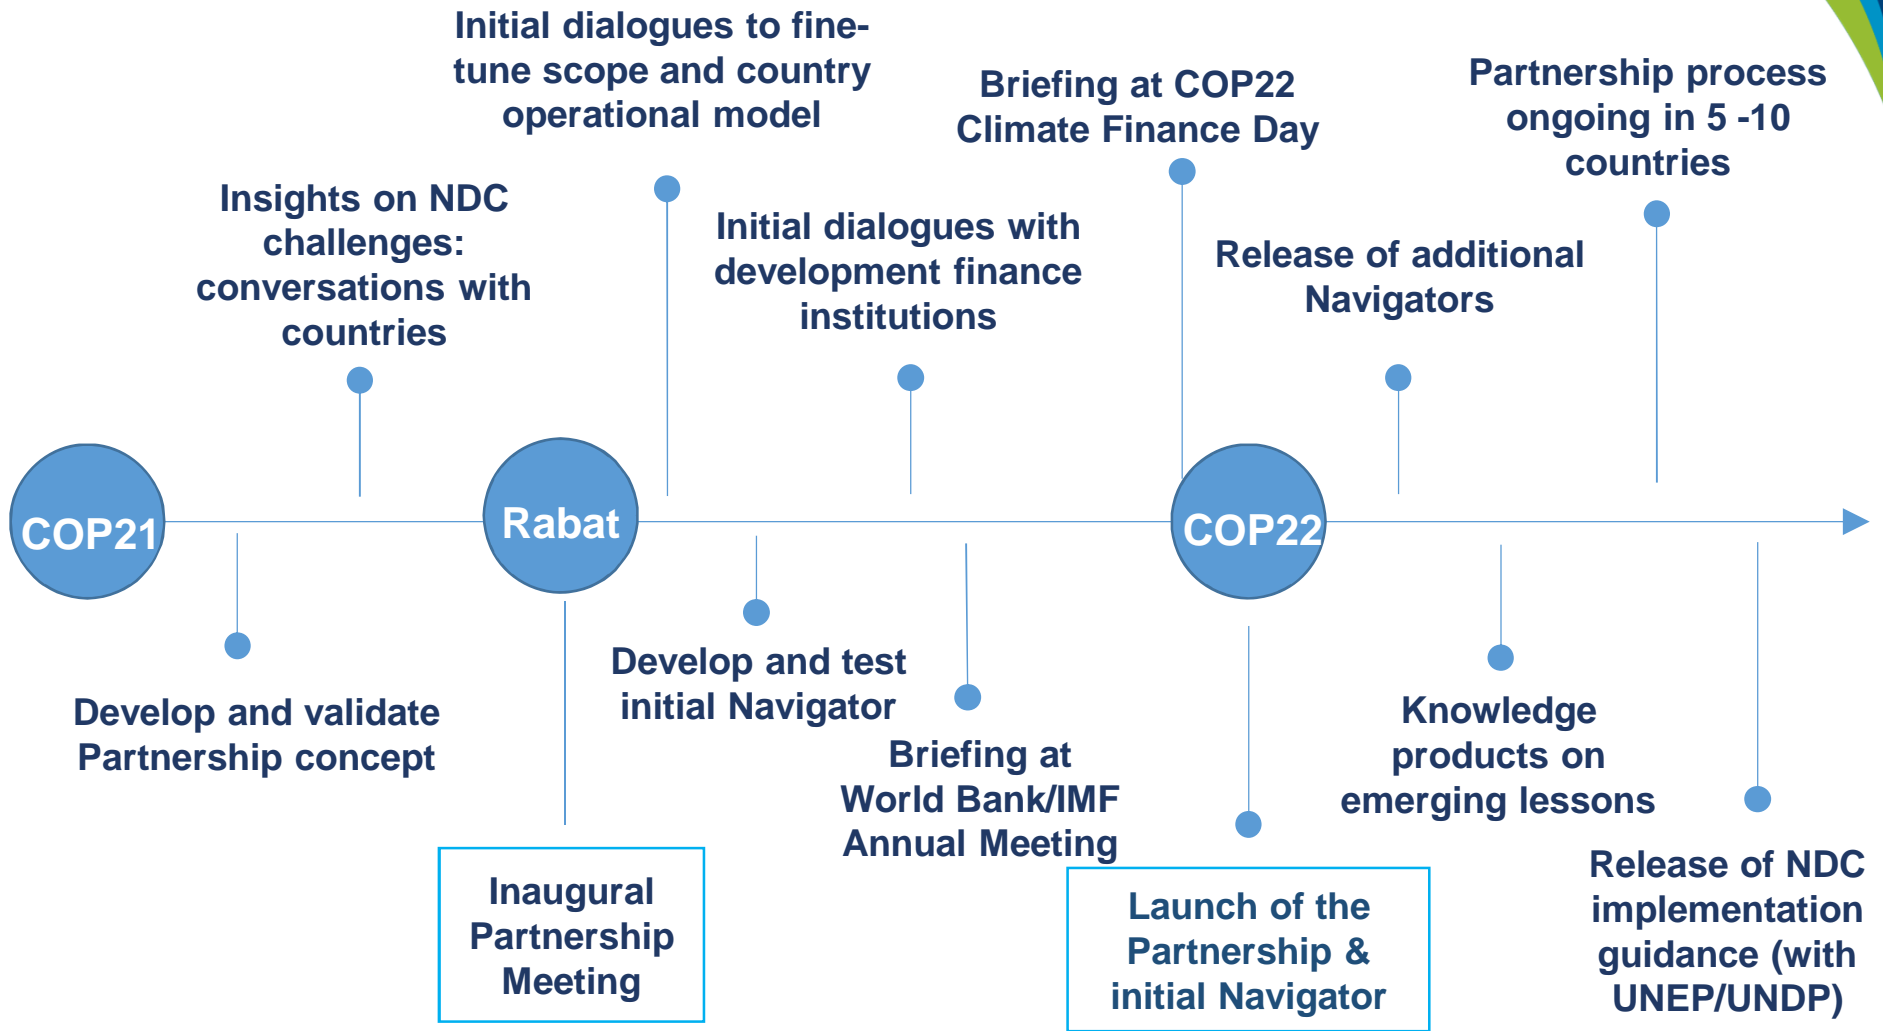 Initial dialogues to fine-
tune scope and country
operational model
Briefing at COP22
Climate Finance Day
Partnership process
ongoing in 5 -10
countries
Insights on NDC
challenges:
conversations with
countries
Initial dialogues with
development finance
institutions
Release of additional
Navigators
COP21
Rabat
COP22
Develop and validate
Partnership concept
Develop and test
initial Navigator
Briefing at
World Bank/IMF
Annual Meeting
Knowledge
products on
emerging lessons
Inaugural
Partnership
Meeting
Launch of the
Partnership &
initial Navigator
Release of NDC
implementation
guidance (with
UNEP/UNDP)